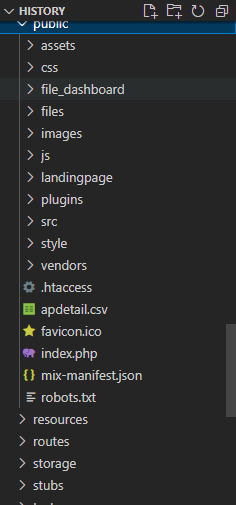 HISTORY
public
assets
css
file_dashboard
files
images
js
landingpage
plugins
src
style
vendors
.htaccess
apdetail.csv
favicon.ico
index.php
mix-manifest.json
robots.txt
resources
routes
storage
stubs